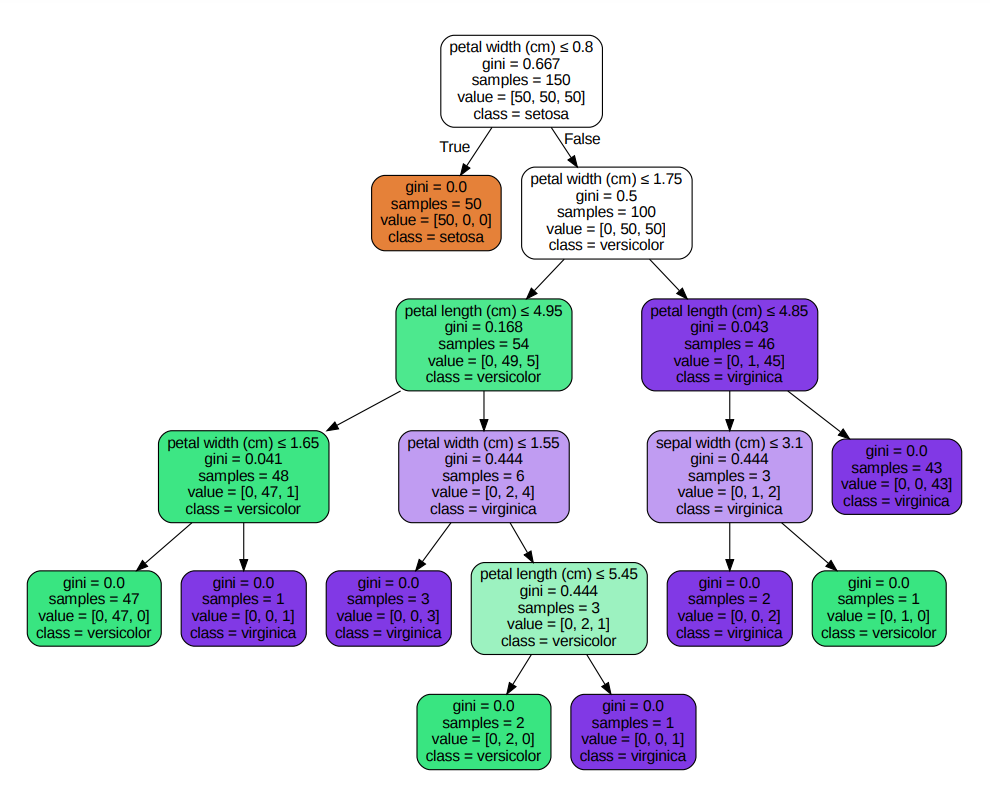 petal width (cm) ≤ 0.8
gini = 0.667
samples = 150
value = [50, 50, 50]
class = setosa
True
False
gini = 0.0
samples = 50
value = [50, 0, 0]
class = setosa
petal width (cm) ≤ 1.75
gini = 0.5
samples = 100
value = [0, 50, 50]
class = versicolor
petal length (cm) ≤ 4.95
gini = 0.168
samples = 54
value = [0, 49, 5]
class = versicolor
petal length (cm) ≤ 4.85
gini = 0.043
samples = 46
value = [0, 1, 45]
class = virginica
petal width (cm) ≤ 1.65
gini = 0.041
samples = 48
value = [0, 47, 1]
class = versicolor
petal width (cm) ≤ 1.55
gini = 0.444
samples = 6
value = [0, 2, 4]
class = virginica
sepal width (cm) ≤ 3.1
gini = 0.444
samples = 3
value = [0, 1, 2]
class = virginica
gini = 0.0
samples = 43
value = [0, 0, 43]
class = virginica
gini = 0.0
samples = 47
value = [0, 47, 0]
class = versicolor
gini = 0.0
samples = 1
value = [0, 0, 1]
class = virginica
gini = 0.0
samples = 3
value = [0, 0, 3]
class = virginica
petal length (cm) ≤ 5.45
gini = 0.444
samples = 3
value = [0, 2, 1]
class = versicolor
gini = 0.0
samples = 2
value = [0, 0, 2]
class = virginica
gini = 0.0
samples = 1
value = [0, 1, 0]
class = versicolor
gini = 0.0
samples = 2
value = [0, 2, 0]
class = versicolor
gini = 0.0
samples = 1
value = [0, 0, 1]
class = virginica